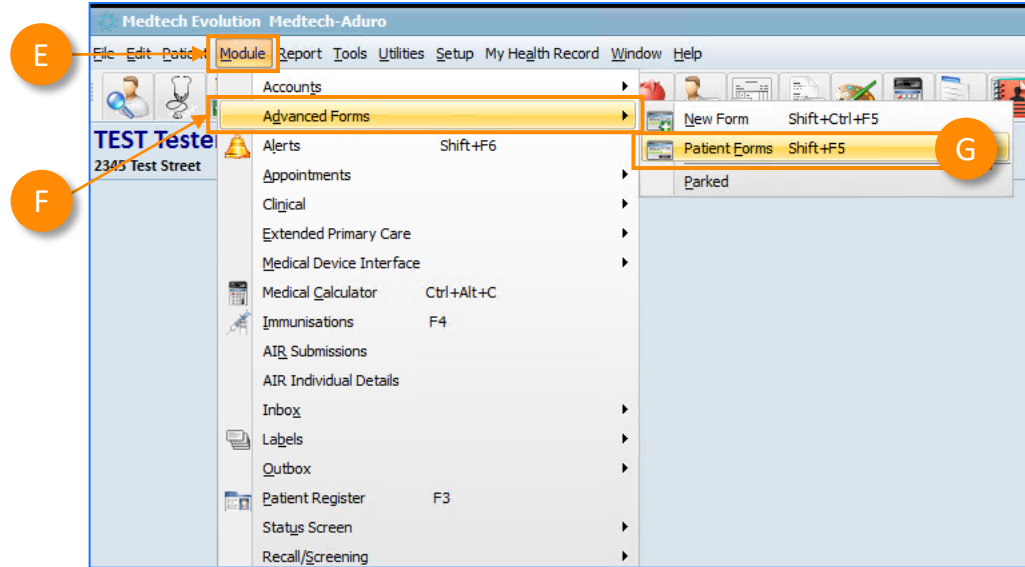 Medtech Evolution Medtech-Aduro
E
File Edit Patient Module Report Tools Utilities Setup My Health Record Window Help
Accounts
Advanced Forms
New Form Shift+Ctrl+F5
TEST Teste
Alerts Shift+F6
Patient Forms Shift+F5
G
2345 Test Street
Appointments
Parked
F
Clinical
Extended Primary Care
Medical Device Interface
Medical Calculator Ctrl+Alt+C
Immunisations F4
AIR Submissions
AIR Individual Details
Inbox
Labels
Outbox
Patient Register F3
Status Screen
Recall/Screening